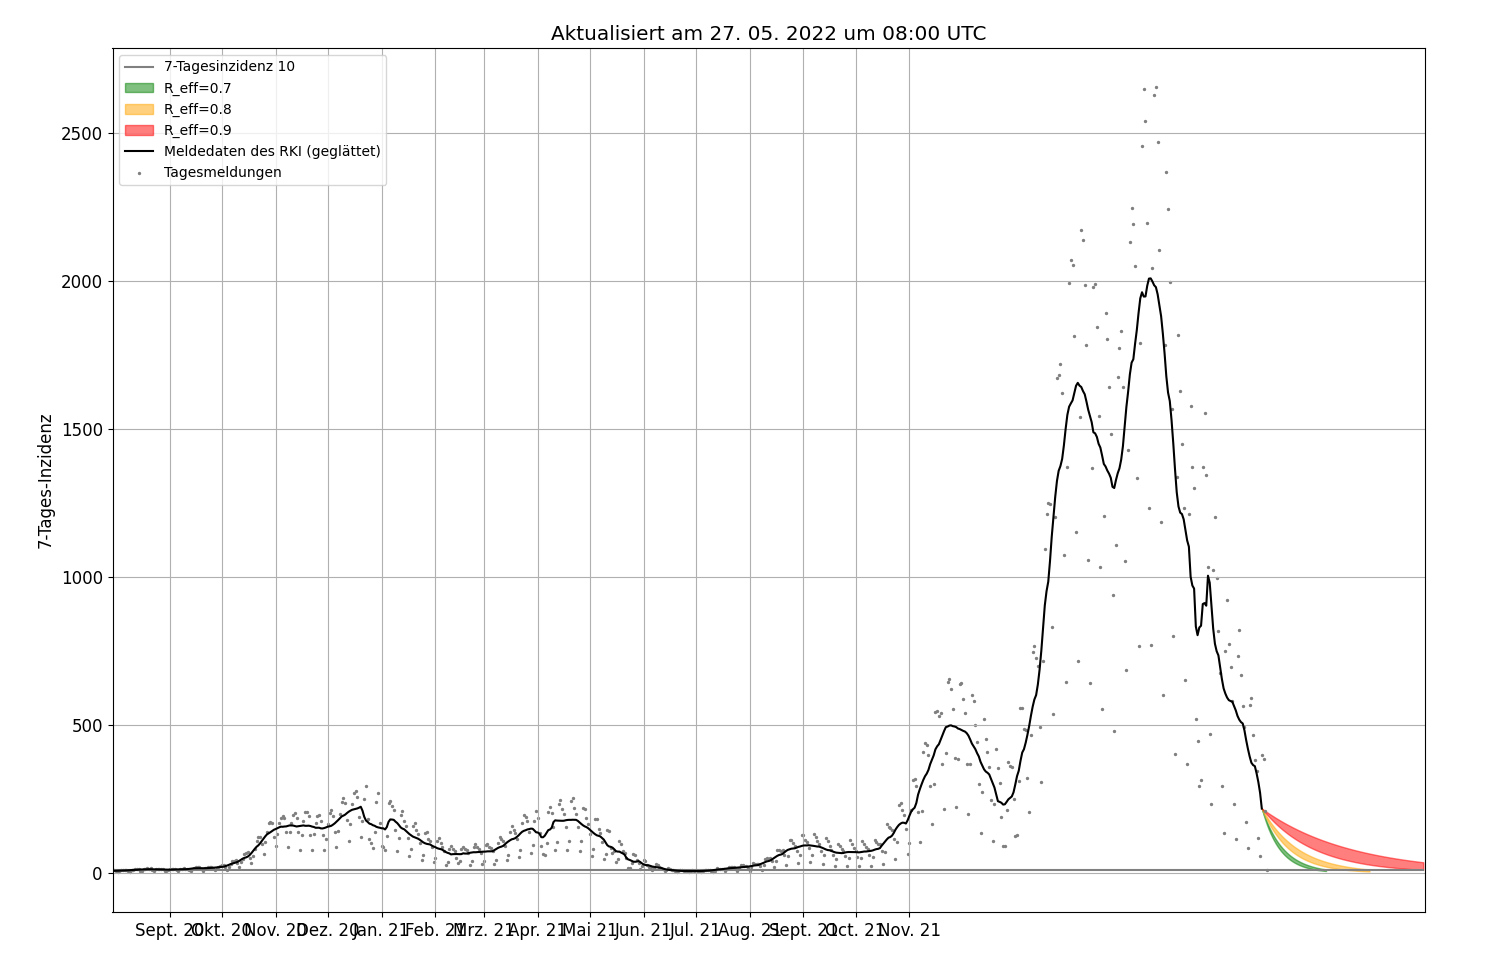 Aktualisiert am 27. 05. 2022 um 08:00 UTC
7-Tagesinzidenz 10
R_eff=0.7
R_eff=0.8
R_eff=0.9
Meldedaten des RKI (geglättet)
Tagesmeldungen
7-Tages-Inzidenz
2500
2000
1500
1000
500
0
Sept. 20 Okt. 20 Nov. 20 Dez. 20 Jan. 21 Feb. 21 Mrz. 21 Apr. 21 Mai 21 Jun. 21 Jul. 21 Aug. 21 Sept. 21 Oct. 21 Nov. 21